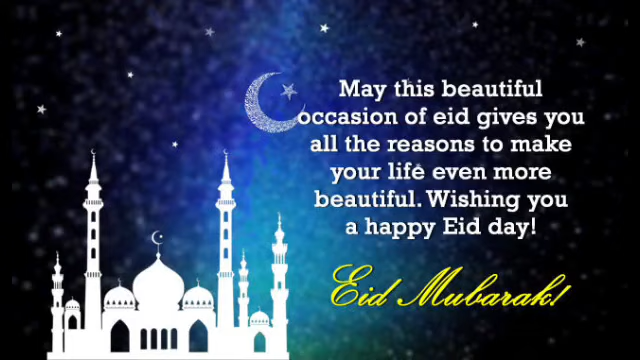 May this beautiful
occasion of eid gives you
all the reasons to make
your life even more
beautiful. Wishing you
a happy Eid day!
Eid Mubarak!